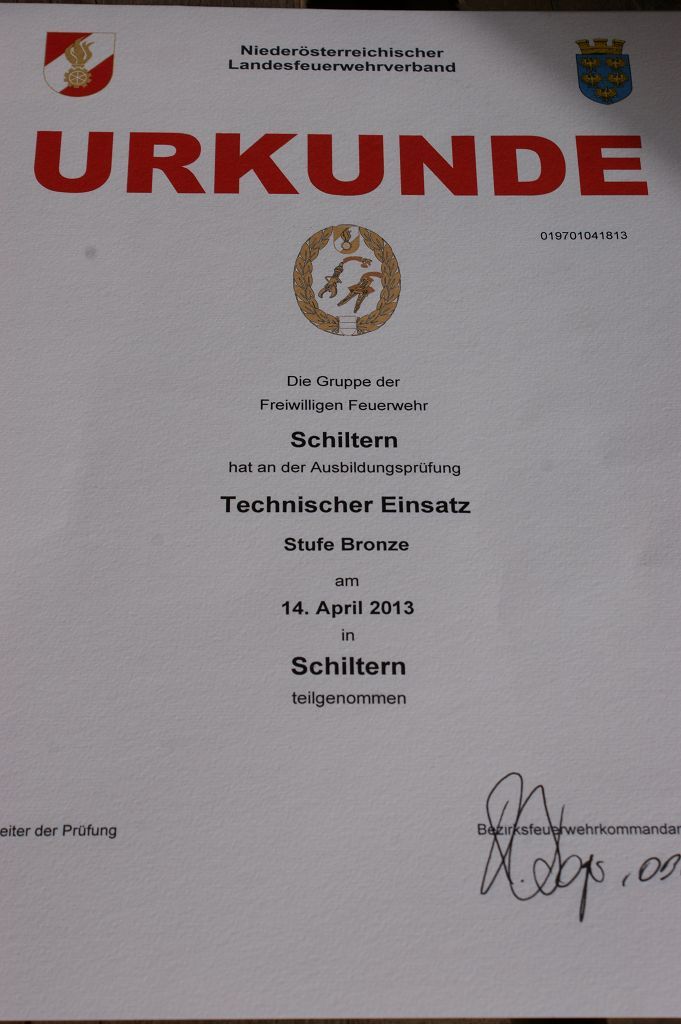 Niederösterreichischer
Landesfeuerwehrverband
URKUNDE
019701041813
Die Gruppe der
Freiwilligen Feuerwehr
Schiltern
hat an der Ausbildungsprüfung
Technischer Einsatz
Stufe Bronze
am
14. April 2013
in
Schiltern
teilgenommen
eiter der Prüfung
Bezirksfeuerwehrkommandan